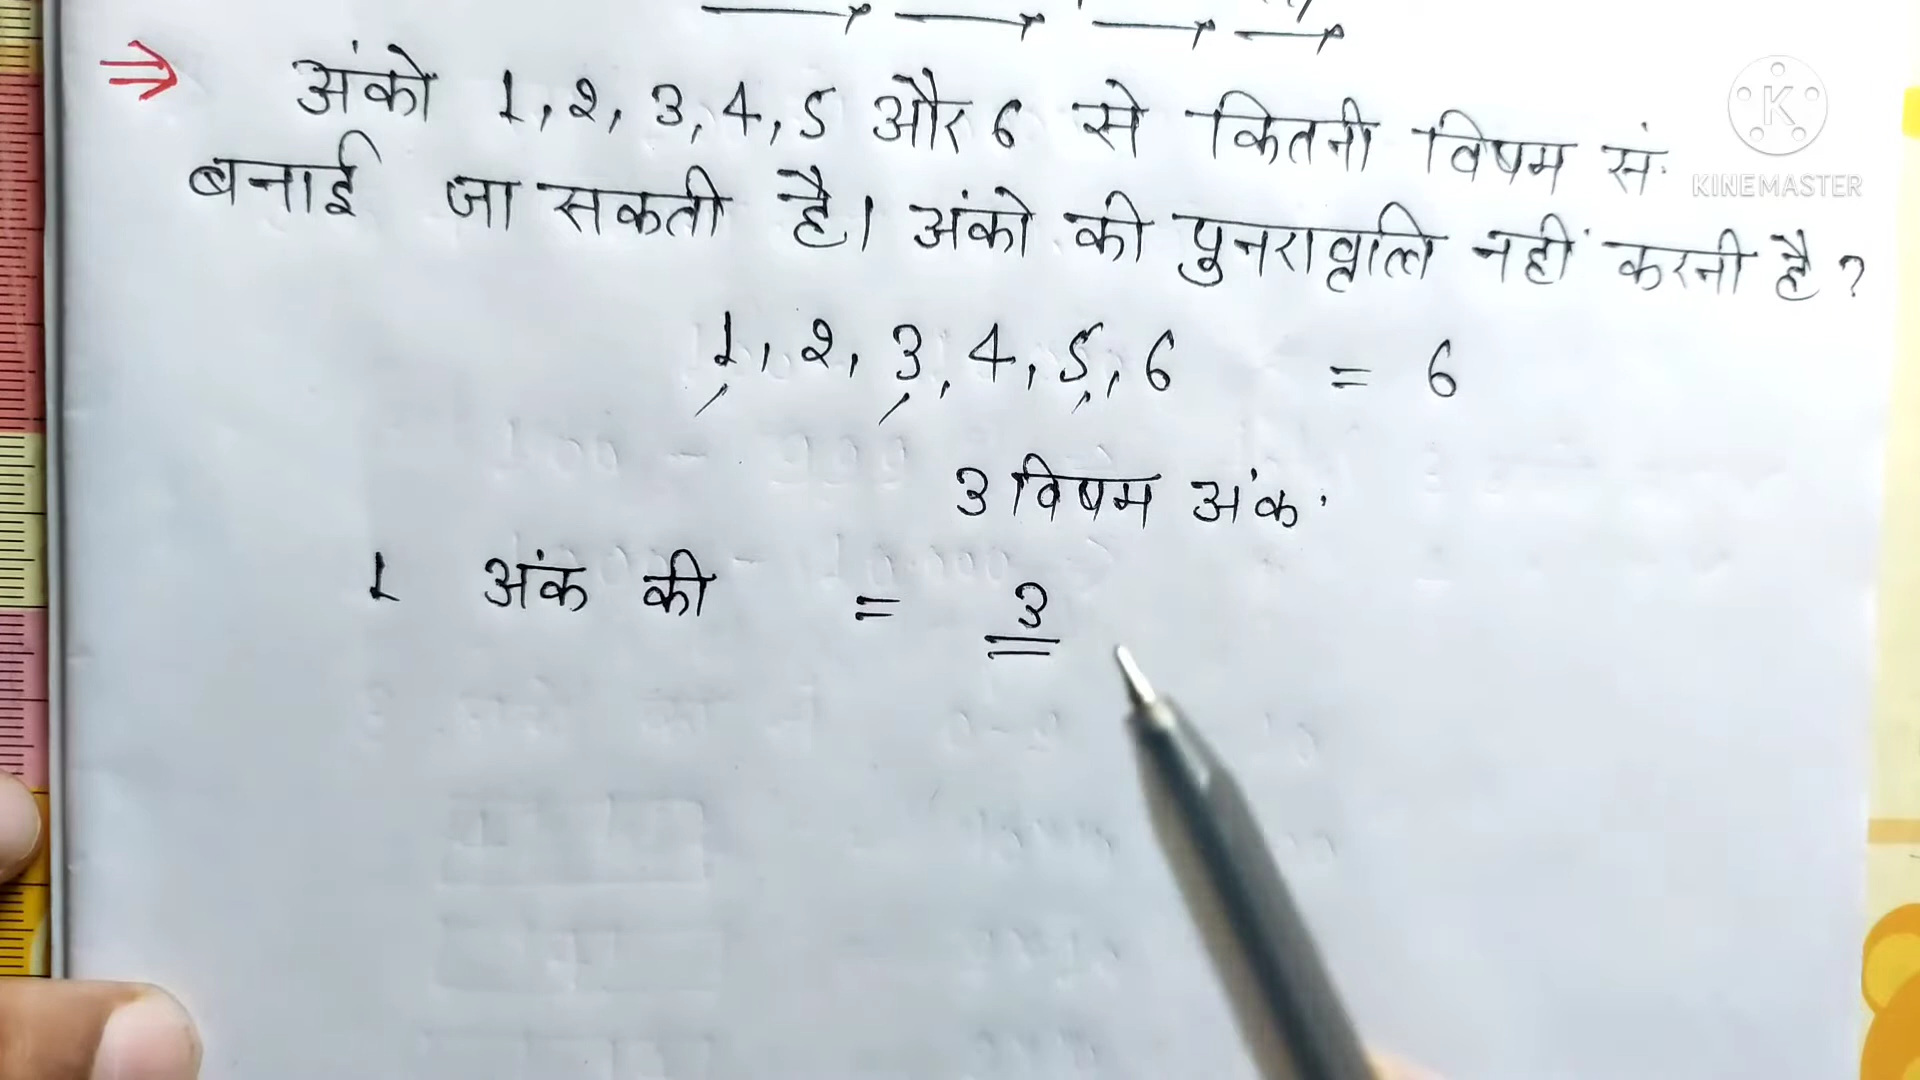 अंको 1, 2, 3, 4, 5 और 6 से कितनी विषम सं.
बनाई जा सकती है। अंको की पुनरावृत्ति नहीं करनी है?
1, 2, 3, 4, 5, 6 = 6
3 विषम अंक
1 अंक की = 3
K
KINEMASTER